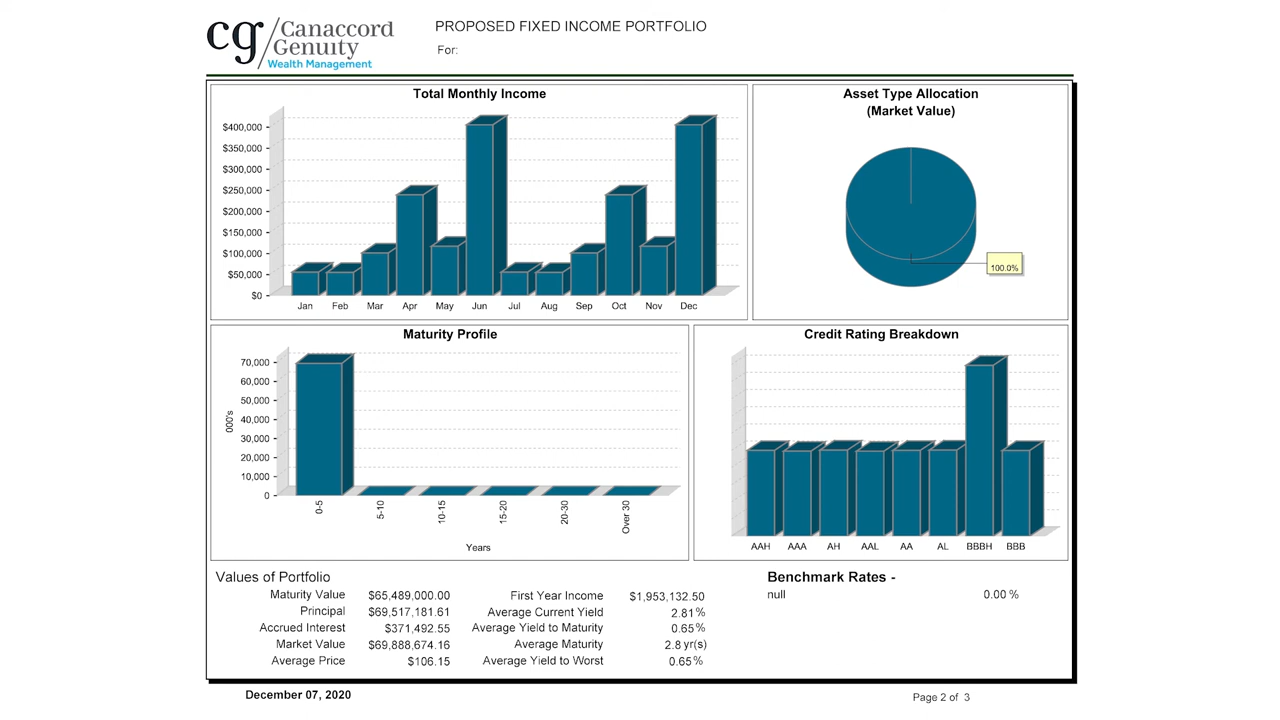 cg/Canaccord
Genuity
Wealth Management
PROPOSED FIXED INCOME PORTFOLIO
For:
Total Monthly Income
$400,000
$350,000
$300,000
$250,000
$200,000
$150,000
$100,000
$50,000
$0
Jan Feb Mar Apr May Jun Jul Aug Sep Oct Nov Dec
Asset Type Allocation
(Market Value)
100.0%
Maturity Profile
70,000
60,000
50,000
40,000
30,000
20,000
10,000
0
000's
0-5 5-10 10-15 15-20 20-30 Over 30
Years
Credit Rating Breakdown
AAH AAA AH AAL AA AL BBBH BBB
Values of Portfolio
Maturity Value $65,489,000.00 First Year Income $1,953,132.50
Principal $69,517,181.61 Average Current Yield 2.81%
Accrued Interest $371,492.55 Average Yield to Maturity 0.65%
Market Value $69,888,674.16 Average Maturity 2.8 yr(s)
Average Price $106.15 Average Yield to Worst 0.65%
Benchmark Rates -
null 0.00 %
December 07, 2020
Page 2 of 3